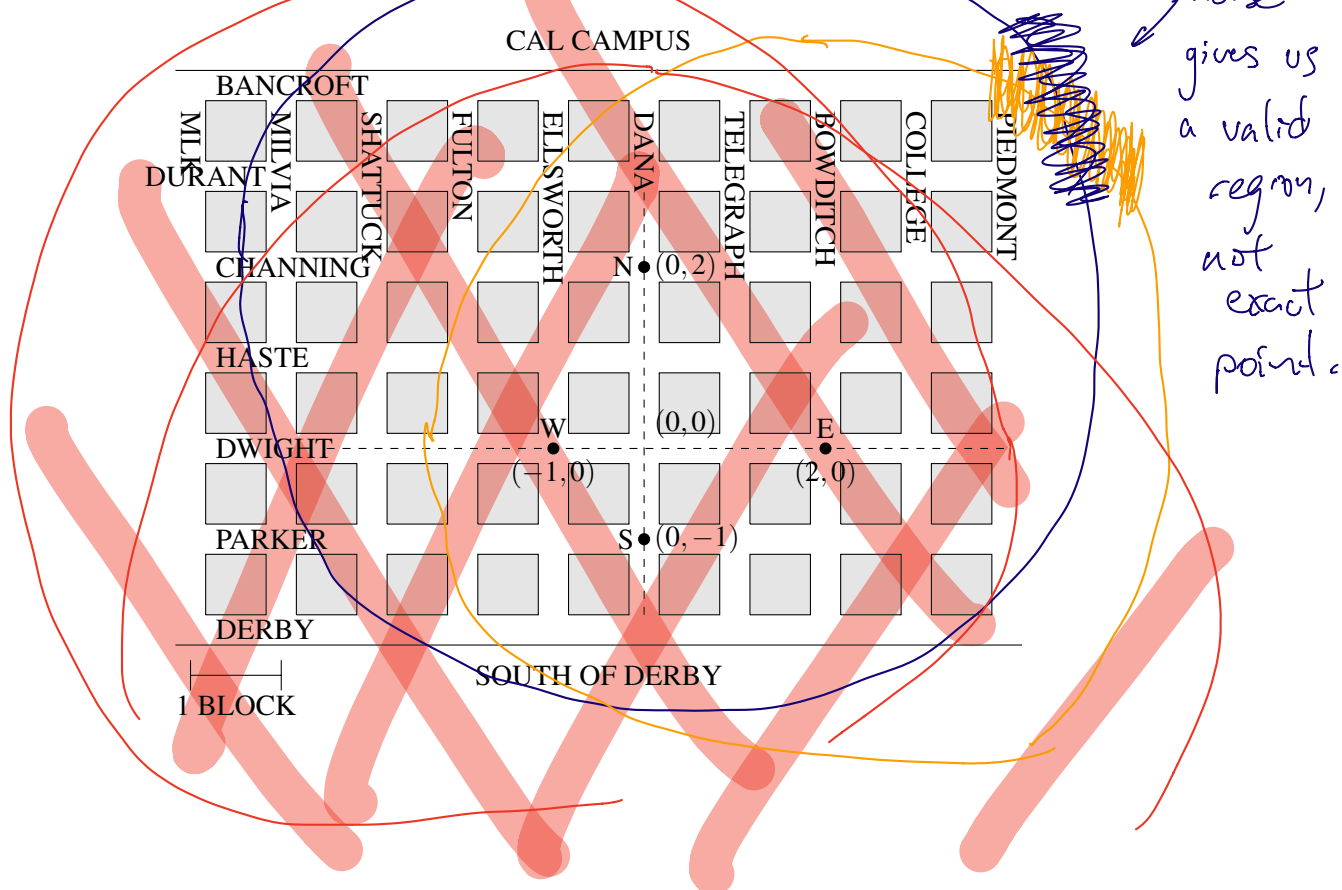 CAL CAMPUS
noise
gives us
a valid
region,
not
exact
point.
BANCROFT
MLK
MILVIA
SHATTUCK
FULTON
ELLSWORTH
DANA
TELEGRAPH
BOWDITCH
COLLEGE
PIEDMONT
DURANT
CHANNING
N (0,2)
HASTE
(0,0)
W
E
DWIGHT
(−1,0)
(2,0)
PARKER
S (0,−1)
DERBY
SOUTH OF DERBY
1 BLOCK